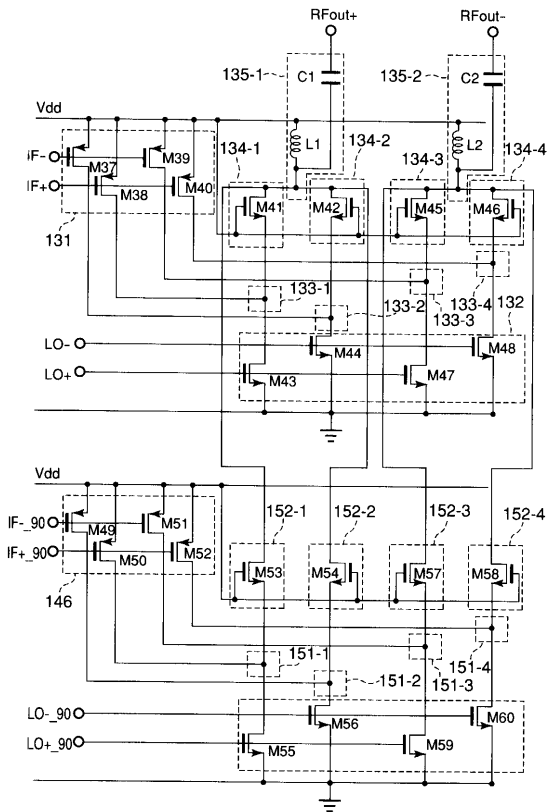 RFout+ RFout-
135-1 C1 135-2 C2
Vdd
134-1 L1 134-2 134-3 L2 134-4
IF- M37 M39
IF+ M38 M40
M41 M42 M45 M46
131
133-1 133-2 133-3 133-4 132
LO- M44 M48
LO+ M43 M47
Vdd
152-1 152-2 152-3 152-4
IF-_90 M49 M51
IF+_90 M50 M52
M53 M54 M57 M58
146
151-1 151-2 151-3 151-4
LO-_90 M56 M60
LO+_90 M55 M59